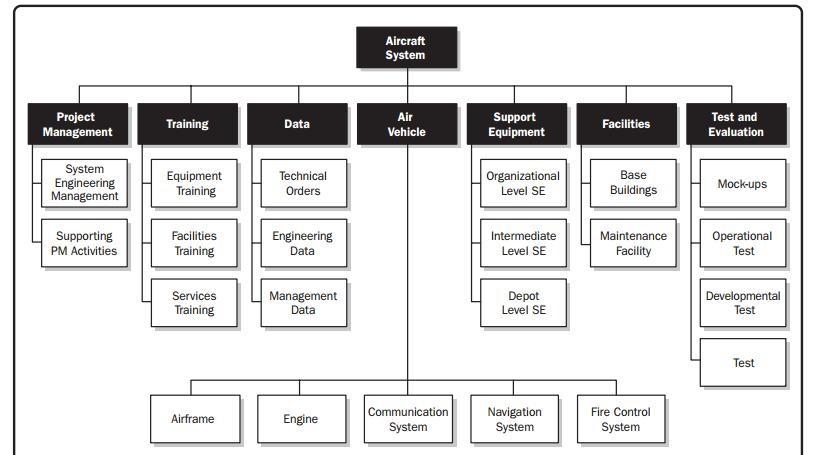 Aircraft
System
Project
Management
Training
Data
Air
Vehicle
Support
Equipment
Facilities
Test and
Evaluation
System
Engineering
Management
Supporting
PM Activities
Equipment
Training
Facilities
Training
Services
Training
Technical
Orders
Engineering
Data
Management
Data
Organizational
Level SE
Intermediate
Level SE
Depot
Level SE
Base
Buildings
Maintenance
Facility
Mock-ups
Operational
Test
Developmental
Test
Test
Airframe
Engine
Communication
System
Navigation
System
Fire Control
System